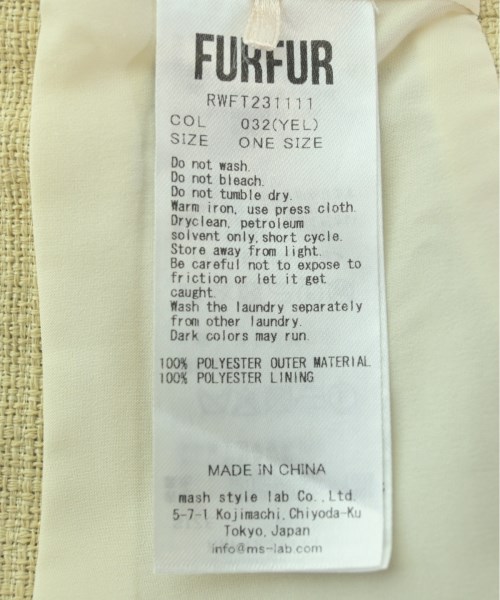 FURFUR
RWFT231111
COL 032(YEL)
SIZE ONE SIZE
Do not wash.
Do not bleach.
Do not tumble dry.
Warm iron, use press cloth.
Dryclean, petroleum
solvent only, short cycle.
Store away from light.
Be careful not to expose to
friction or let it get
caught.
Wash the laundry separately
from other laundry.
Dark colors may run.
100% POLYESTER OUTER MATERIAL
100% POLYESTER LINING
MADE IN CHINA
mash style lab Co., Ltd.
5-7-1 Kojimachi, Chiyoda-Ku
Tokyo, Japan
info@ms-lab.com